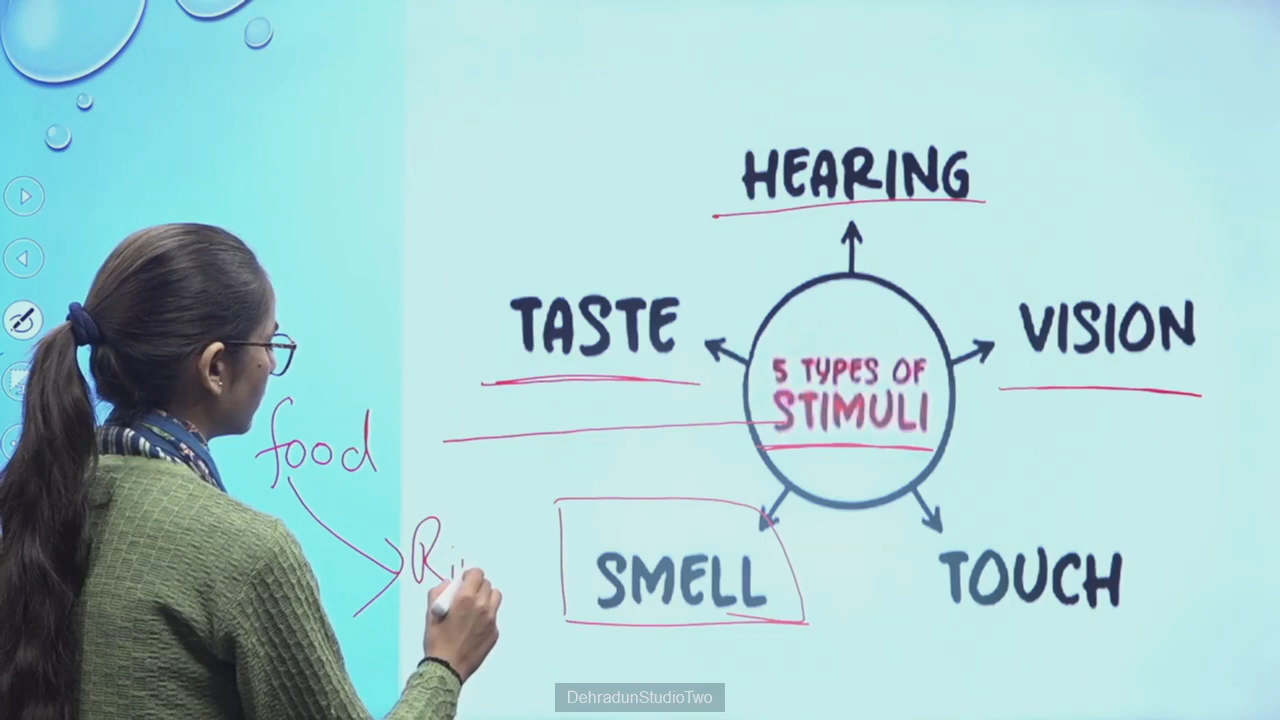 HEARING
TASTE
VISION
5 TYPES OF
STIMULI
food
SMELL
TOUCH
DehradunStudioTwo